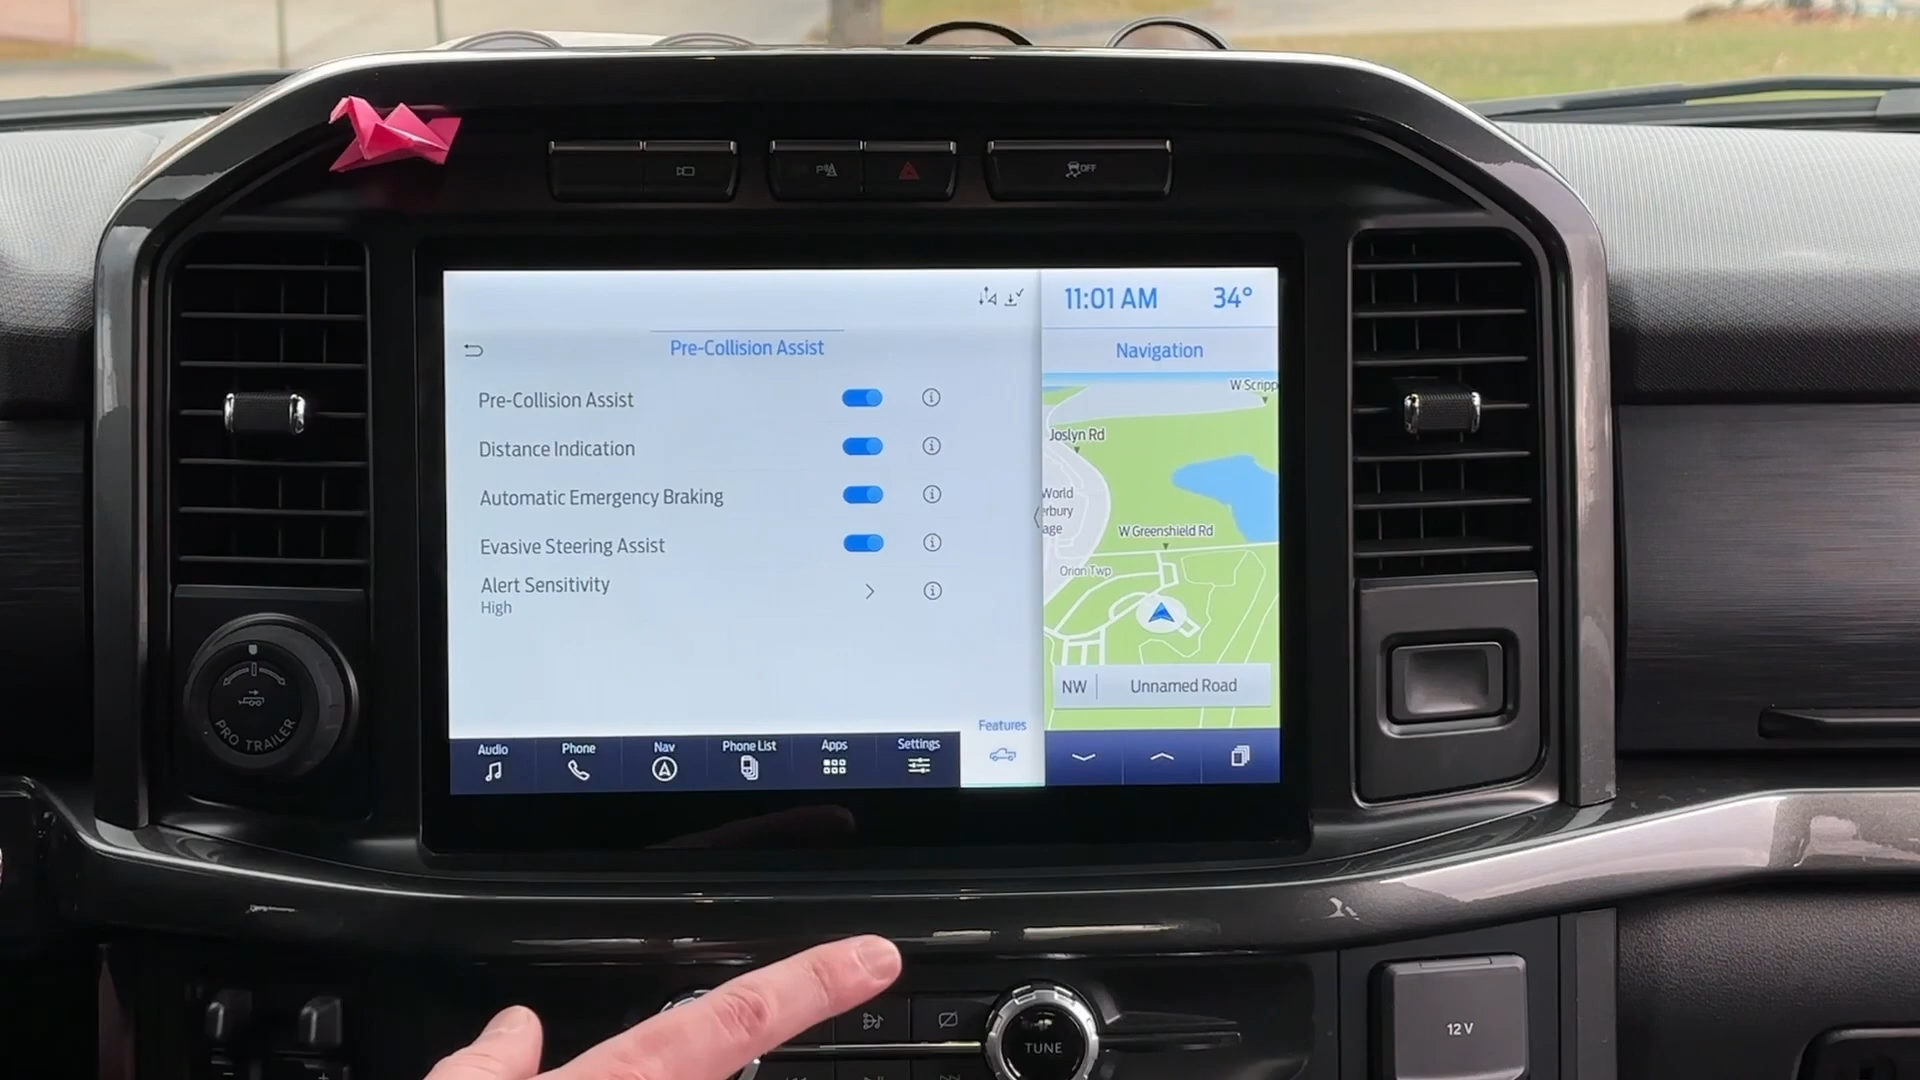 OFF
11:01 AM
34°
Pre-Collision Assist
Navigation
Pre-Collision Assist
Distance Indication
Automatic Emergency Braking
Evasive Steering Assist
Alert Sensitivity
High
W Scripp
Joslyn Rd
World
erbury
age
W Greenshield Rd
Orion Twp
NW
Unnamed Road
Audio
Phone
Nav
Phone List
Apps
Settings
Features
PRO TRAILER
TUNE
12V